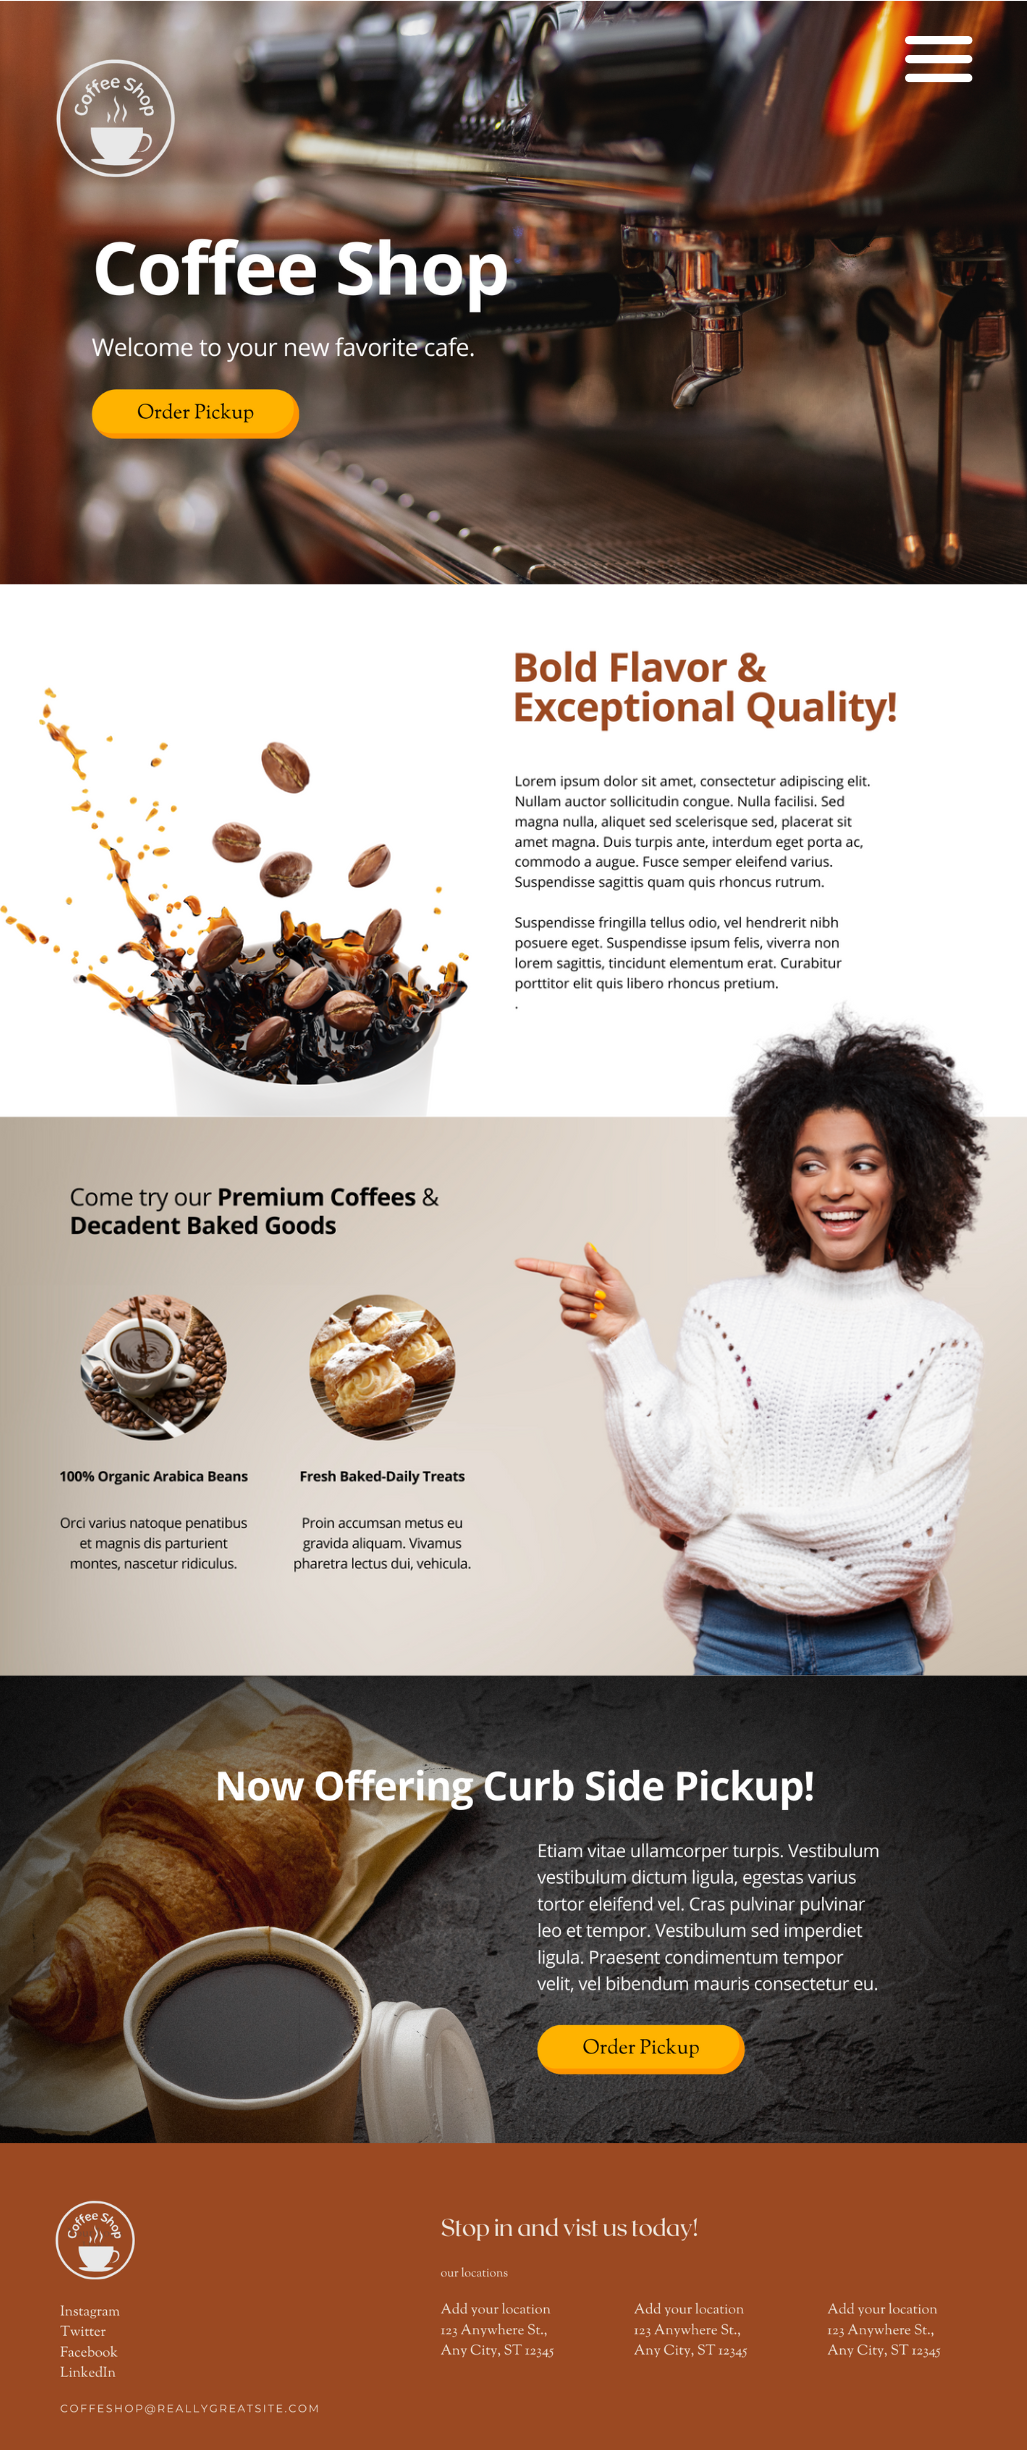 Coffee Shop
Coffee Shop
Welcome to your new favorite cafe.
Order Pickup
Bold Flavor &
Exceptional Quality!
Lorem ipsum dolor sit amet, consectetur adipiscing elit.
Nullam auctor sollicitudin congue. Nulla facilisi. Sed
magna nulla, aliquet sed scelerisque sed, placerat sit
amet magna. Duis turpis ante, interdum eget porta ac,
commodo a augue. Fusce semper eleifend varius.
Suspendisse sagittis quam quis rhoncus rutrum.
Suspendisse fringilla tellus odio, vel hendrerit nibh
posuere eget. Suspendisse ipsum felis, viverra non
lorem sagittis, tincidunt elementum erat. Curabitur
porttitor elit quis libero rhoncus pretium.
.
Come try our Premium Coffees &
Decadent Baked Goods
100% Organic Arabica Beans
Orci varius natoque penatibus
et magnis dis parturient
montes, nascetur ridiculus.
Fresh Baked-Daily Treats
Proin accumsan metus eu
gravida aliquam. Vivamus
pharetra lectus dui, vehicula.
Now Offering Curb Side Pickup!
Etiam vitae ullamcorper turpis. Vestibulum
vestibulum dictum ligula, egestas varius
tortor eleifend vel. Cras pulvinar pulvinar
leo et tempor. Vestibulum sed imperdiet
ligula. Praesent condimentum tempor
velit, vel bibendum mauris consectetur eu.
Order Pickup
Coffee Shop
Instagram
Twitter
Facebook
LinkedIn
COFFESHOP@REALLYGREATSITE.COM
Stop in and vist us today!
our locations
Add your location
123 Anywhere St.,
Any City, ST 12345
Add your location
123 Anywhere St.,
Any City, ST 12345
Add your location
123 Anywhere St.,
Any City, ST 12345